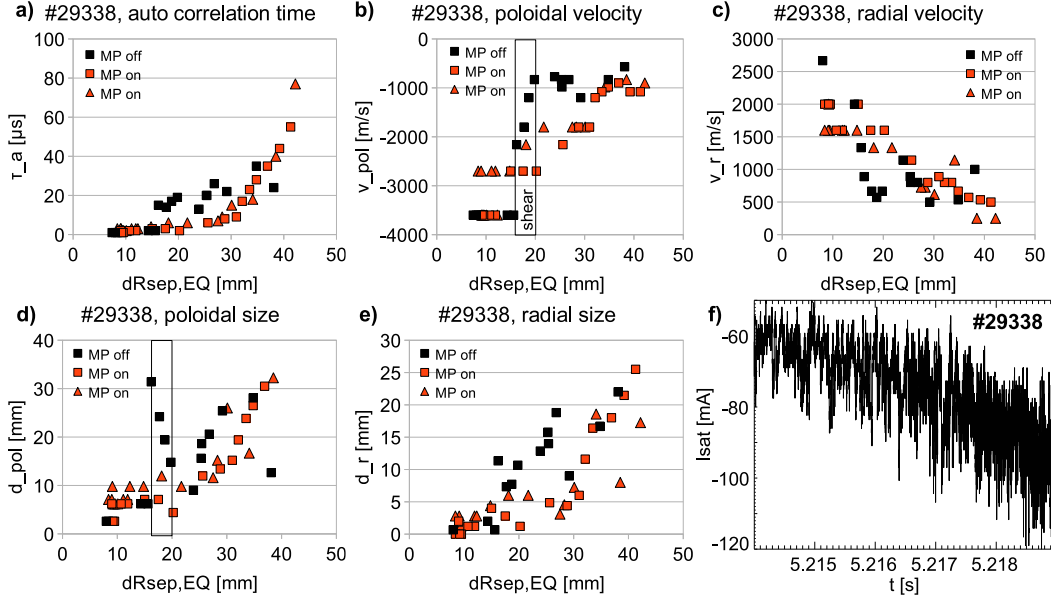 a) #29338, auto correlation time
100
80
60
40
20
0
τ_a [µs]
MP off
MP on
MP on
0 10 20 30 40 50
dRsep,EQ [mm]
b) #29338, poloidal velocity
0
-1000
-2000
-3000
-4000
v_pol [m/s]
MP off
MP on
MP on
shear
0 10 20 30 40 50
dRsep,EQ [mm]
c) #29338, radial velocity
3000
2500
2000
1500
1000
500
0
v_r [m/s]
MP off
MP on
MP on
0 10 20 30 40 50
dRsep,EQ [mm]
d) #29338, poloidal size
40
30
20
10
0
d_pol [mm]
MP off
MP on
MP on
0 10 20 30 40 50
dRsep,EQ [mm]
e) #29338, radial size
30
25
20
15
10
5
0
d_r [mm]
MP off
MP on
MP on
0 10 20 30 40 50
dRsep,EQ [mm]
f) #29338
-60
-80
-100
-120
Isat [mA]
5.215 5.216 5.217 5.218
t [s]